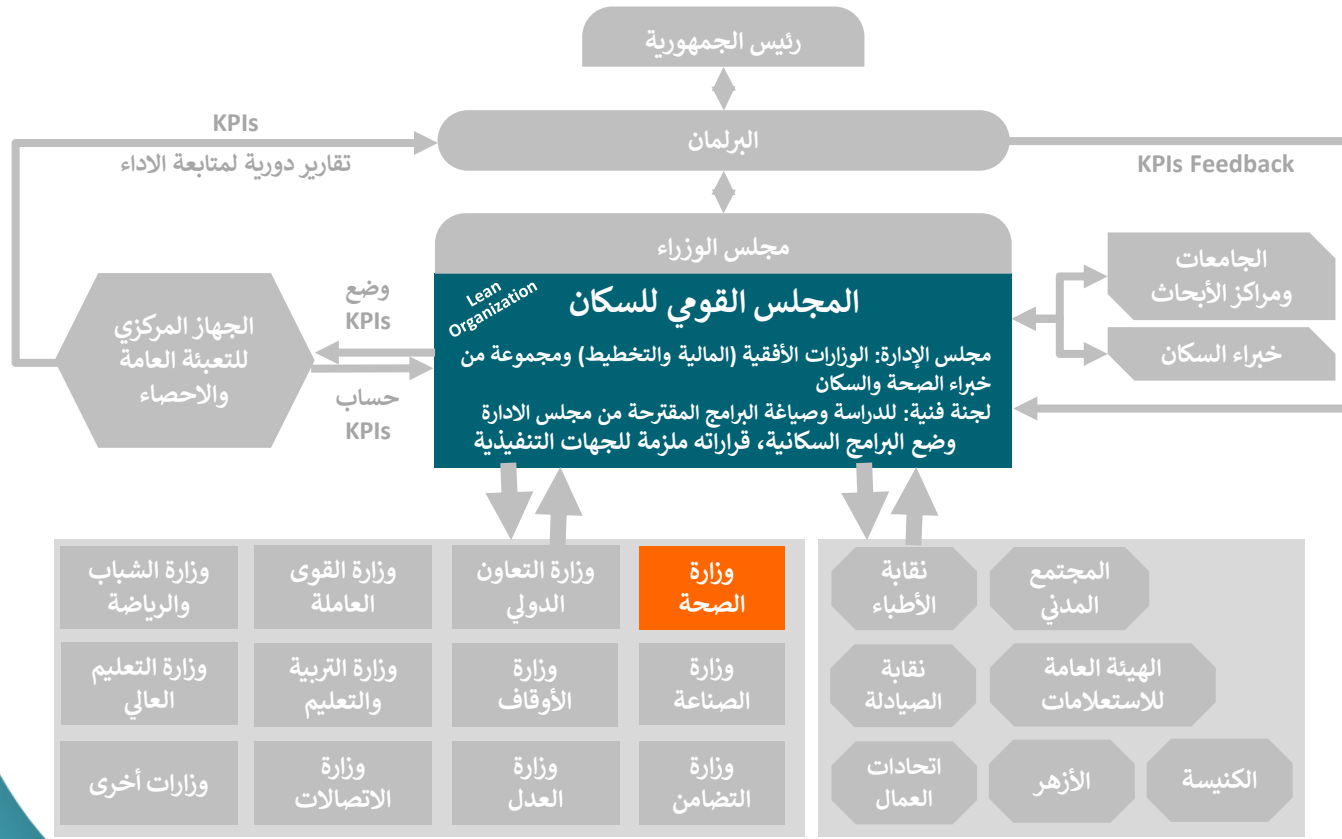 رئيس الجمهورية
البرلمان
KPIs
تقارير دورية لمتابعة الاداء
KPIs Feedback
مجلس الوزراء
Lean
Organization
المجلس القومي للسكان
مجلس الإدارة: الوزارات الأفقية (المالية والتخطيط) ومجموعة من
خبراء الصحة والسكان
لجنة فنية: للدراسة وصياغة البرامج المقترحة من مجلس الادارة
وضع البرامج السكانية، قراراته ملزمة للجهات التنفيذية
الجامعات
ومراكز الأبحاث
خبراء السكان
وضع
KPIs
حساب
KPIs
الجهاز المركزي
للتعبئة العامة
والاحصاء
المجتمع
المدني
نقابة
الأطباء
الهيئة العامة
للاستعلامات
نقابة
الصيادلة
الكنيسة
الأزهر
اتحادات
العمال
وزارة
الصحة
وزارة التعاون
الدولي
وزارة القوى
العاملة
وزارة الشباب
والرياضة
وزارة
الصناعة
وزارة
الأوقاف
وزارة التربية
والتعليم
وزارة التعليم
العالي
وزارة
التضامن
وزارة
العدل
وزارة
الاتصالات
وزارات أخرى